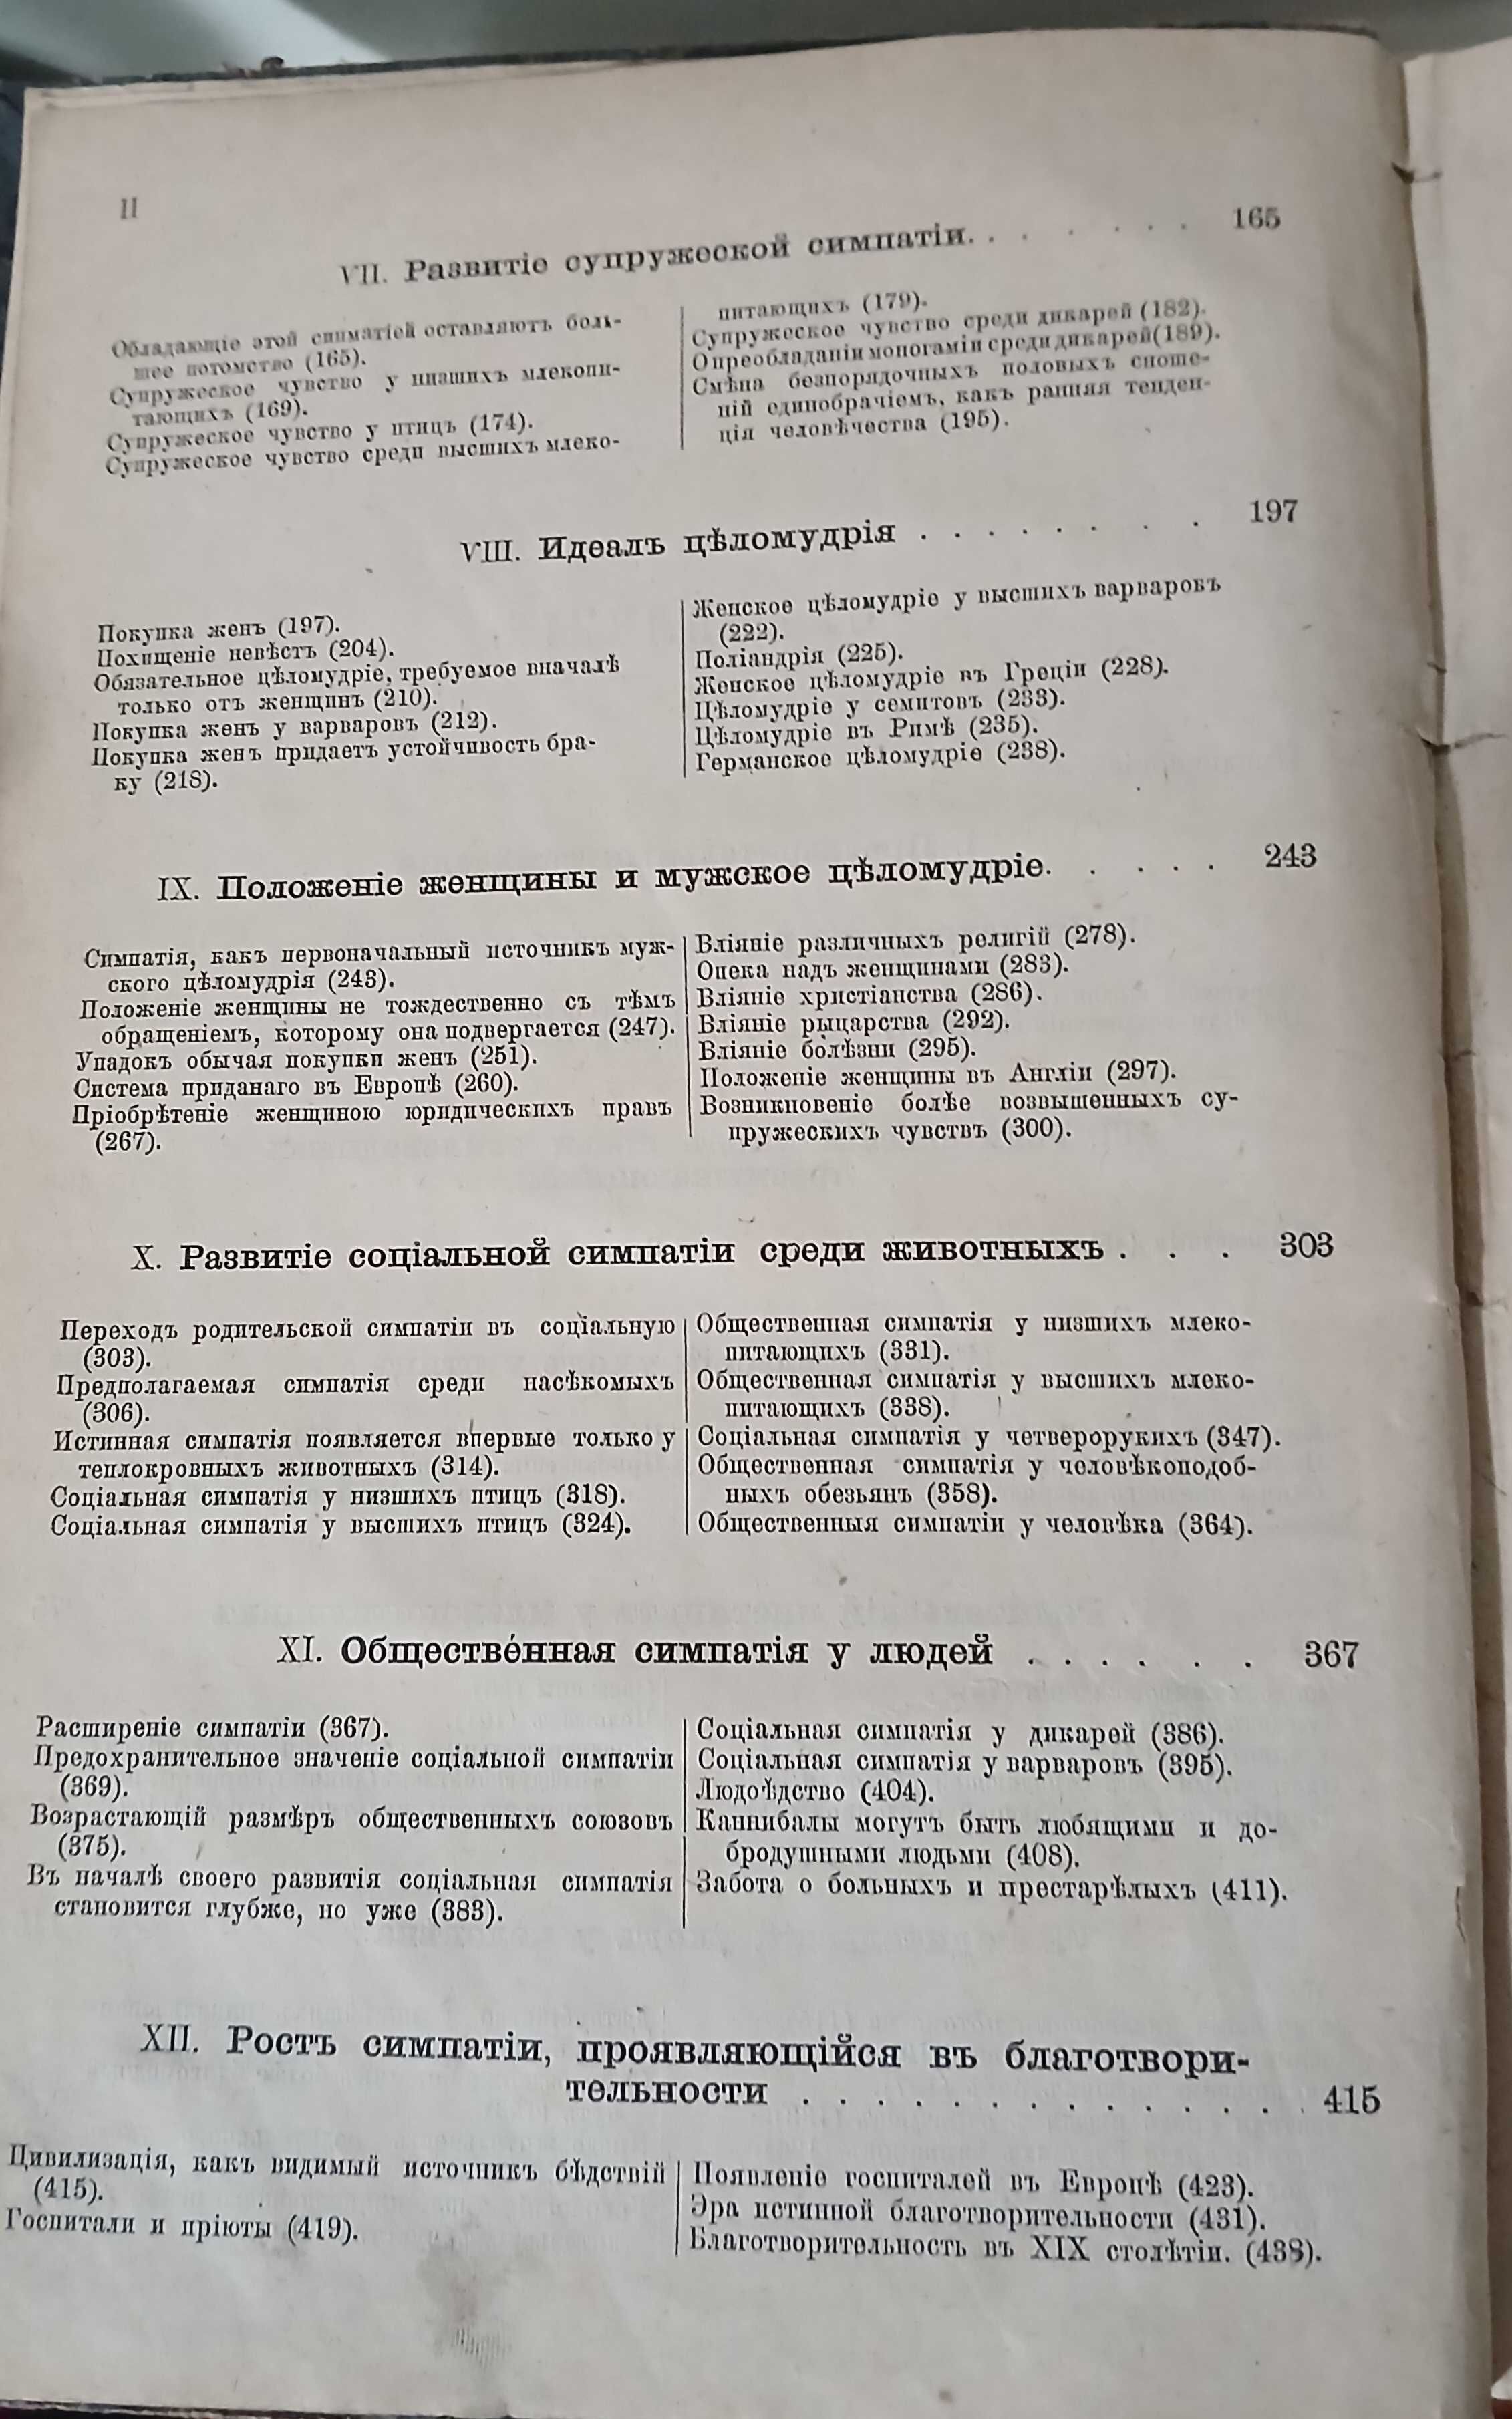 II
VII. Развитіе супружеской симпатіи. . . . . . . 165
Обладающіе этой симпатіей оставляютъ боль-
шее потомство (165).
Супружеское чувство у низшихъ млекопи-
тающихъ (169).
Супружеское чувство у птицъ (174).
Супружеское чувство среди высшихъ млеко-
питающихъ (179).
Супружеское чувство среди дикарей (182).
О преобладаніи моногаміи среди дикарей (189).
Смѣна безпорядочныхъ половыхъ сноше-
ній единобрачіемъ, какъ ранняя тенден-
ція человѣчества (195).
VIII. Идеалъ цѣломудрія . . . . . . . . 197
Покупка женъ (197).
Похищеніе невѣстъ (204).
Обязательное цѣломудріе, требуемое вначалѣ
только отъ женщинъ (210).
Покупка женъ у варваровъ (212).
Покупка женъ придаетъ устойчивость бра-
ку (218).
Женское цѣломудріе у высшихъ варваровъ
(222).
Поліандрія (225).
Женское цѣломудріе въ Греціи (228).
Цѣломудріе у семитовъ (233).
Цѣломудріе въ Римѣ (235).
Германское цѣломудріе (238).
IX. Положеніе женщины и мужское цѣломудріе. . . . . 243
Симпатія, какъ первоначальный источникъ муж-
ского цѣломудрія (243).
Положеніе женщины не тождественно съ тѣмъ
обращеніемъ, которому она подвергается (247).
Упадокъ обычая покупки женъ (251).
Система приданаго въ Европѣ (260).
Пріобрѣтеніе женщиною юридическихъ правъ
(267).
Вліяніе различныхъ религій (278).
Опека надъ женщинами (283).
Вліяніе христіанства (286).
Вліяніе рыцарства (292).
Вліяніе болѣзни (295).
Положеніе женщины въ Англіи (297).
Возникновеніе болѣе возвышенныхъ су-
пружескихъ чувствъ (300).
X. Развитіе соціальной симпатіи среди животныхъ . . . 303
Переходъ родительской симпатіи въ соціальную
(303).
Предполагаемая симпатія среди насѣкомыхъ
(306).
Истинная симпатія появляется впервые только у
теплокровныхъ животныхъ (314).
Соціальная симпатія у низшихъ птицъ (318).
Соціальная симпатія у высшихъ птицъ (324).
Общественная симпатія у низшихъ млеко-
питающихъ (331).
Общественная симпатія у высшихъ млеко-
питающихъ (338).
Соціальная симпатія у четверорукихъ (347).
Общественная симпатія у человѣкоподоб-
ныхъ обезьянъ (358).
Общественныя симпатіи у человѣка (364).
XI. Обществе́нная симпатія у людей . . . . . . 367
Расширеніе симпатіи (367).
Предохранительное значеніе соціальной симпатіи
(369).
Возрастающій размѣръ общественныхъ союзовъ
(375).
Въ началѣ своего развитія соціальная симпатія
становится глубже, но уже (383).
Соціальная симпатія у дикарей (386).
Соціальная симпатія у варваровъ (395).
Людоѣдство (404).
Каннибалы могутъ быть любящими и до-
бродушными людьми (408).
Забота о больныхъ и престарѣлыхъ (411).
XII. Ростъ симпатіи, проявляющійся въ благотвори-
тельности . . . . . . . . . . . . . . 415
Цивилизація, какъ видимый источникъ бѣдствій
(415).
Госпитали и пріюты (419).
Появленіе госпиталей въ Европѣ (423).
Эра истинной благотворительности (431).
Благотворительность въ XIX столѣтіи. (438).